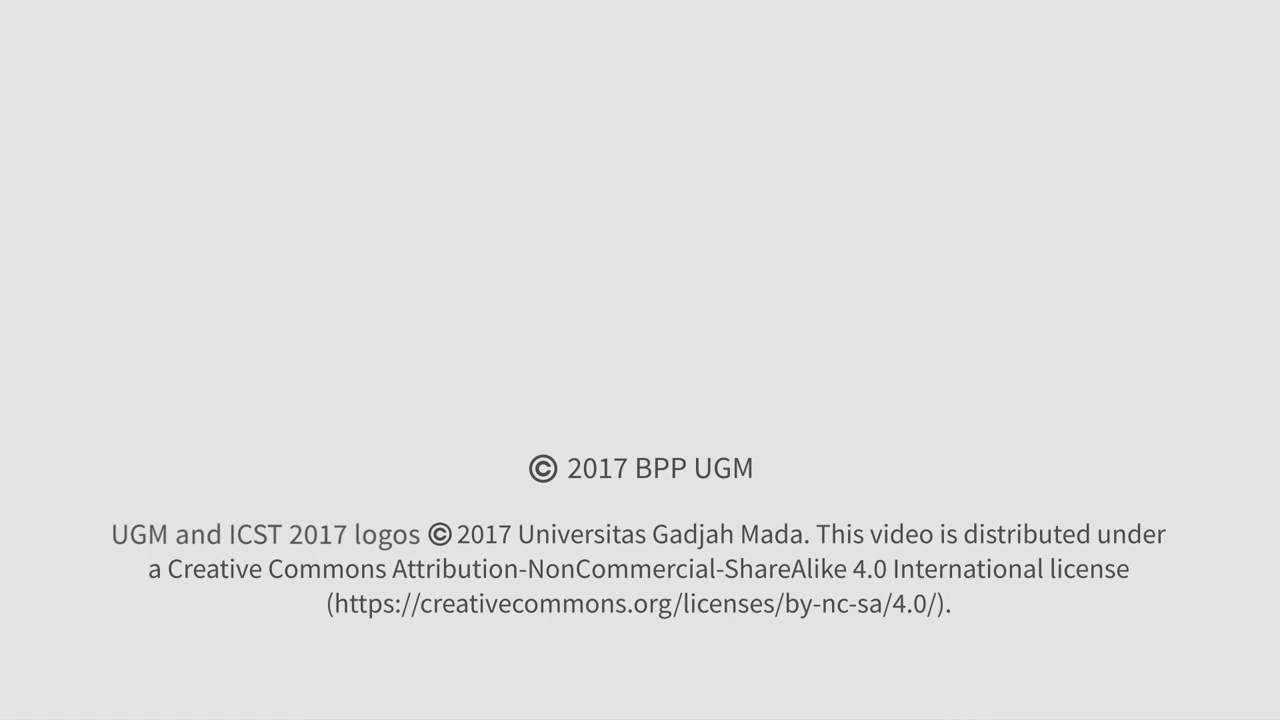 © 2017 BPP UGM
UGM and ICST 2017 logos © 2017 Universitas Gadjah Mada. This video is distributed under
a Creative Commons Attribution-NonCommercial-ShareAlike 4.0 International license
(https://creativecommons.org/licenses/by-nc-sa/4.0/).